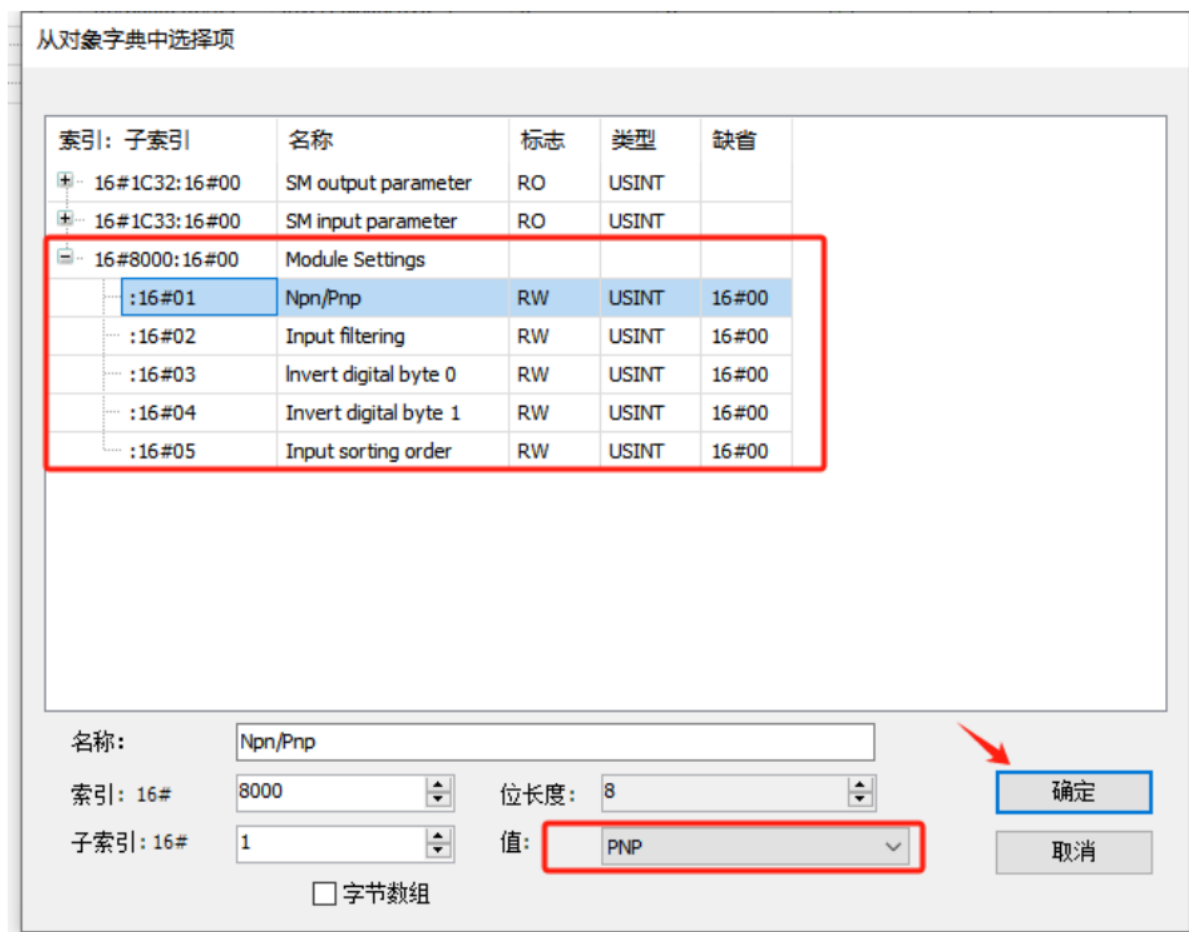 从对象字典中选择项
索引: 子索引 名称 标志 类型 缺省
16#1C32:16#00 SM output parameter RO USINT
16#1C33:16#00 SM input parameter RO USINT
16#8000:16#00 Module Settings
:16#01 Npn/Pnp RW USINT 16#00
:16#02 Input filtering RW USINT 16#00
:16#03 Invert digital byte 0 RW USINT 16#00
:16#04 Invert digital byte 1 RW USINT 16#00
:16#05 Input sorting order RW USINT 16#00
名称: Npn/Pnp
索引: 16# 8000 位长度: 8 确定
子索引:16# 1 值: PNP 取消
字节数组